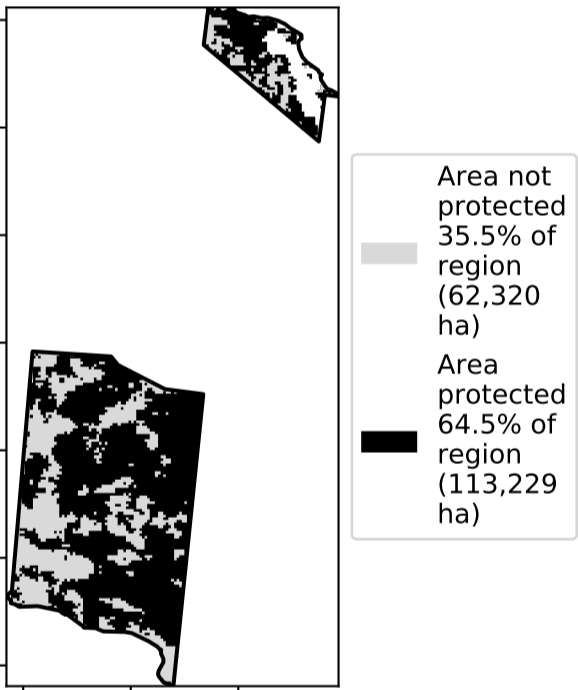 Area not
protected
35.5% of
region
(62,320
ha)
Area
protected
64.5% of
region
(113,229
ha)